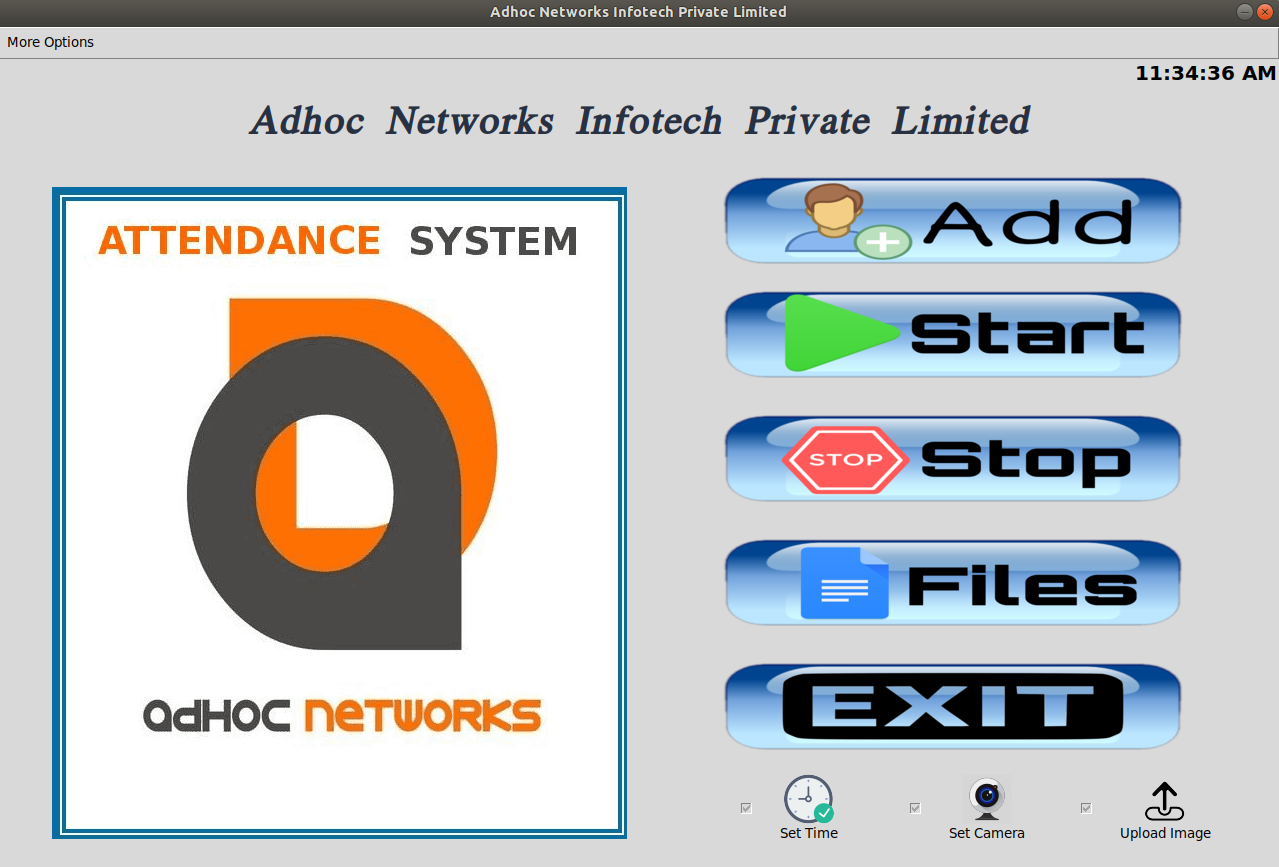 Adhoc Networks Infotech Private Limited
More Options
11:34:36 AM
Adhoc Networks Infotech Private Limited
ATTENDANCE SYSTEM
adHoc neTWORKS
Add
Start
STOP Stop
Files
EXIT
Set Time
Set Camera
Upload Image